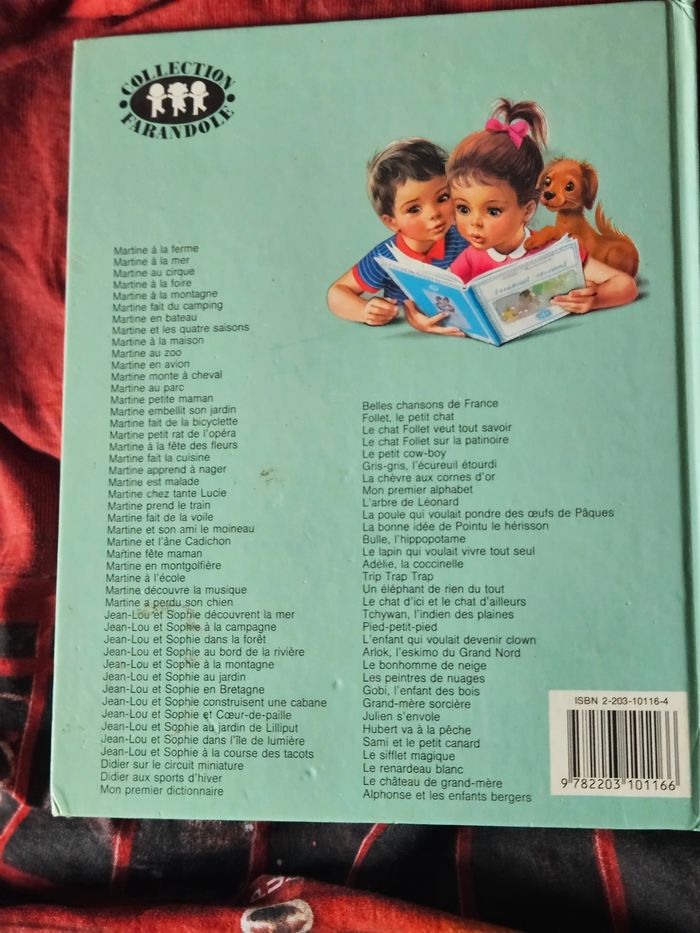 COLLECTION
FARANDOLE
Martine à la ferme
Martine à la mer
Martine au cirque
Martine à la foire
Martine à la montagne
Martine fait du camping
Martine en bateau
Martine et les quatre saisons
Martine à la maison
Martine au zoo
Martine en avion
Martine monte à cheval
Martine au parc
Martine petite maman
Martine embellit son jardin
Martine fait de la bicyclette
Martine petit rat de l'opéra
Martine à la fête des fleurs
Martine fait la cuisine
Martine apprend à nager
Martine est malade
Martine chez tante Lucie
Martine prend le train
Martine fait de la voile
Martine et son ami le moineau
Martine et l'âne Cadichon
Martine fête maman
Martine en montgolfière
Martine à l'école
Martine découvre la musique
Martine a perdu son chien
Jean-Lou et Sophie découvrent la mer
Jean-Lou et Sophie à la campagne
Jean-Lou et Sophie dans la forêt
Jean-Lou et Sophie au bord de la rivière
Jean-Lou et Sophie à la montagne
Jean-Lou et Sophie au jardin
Jean-Lou et Sophie en Bretagne
Jean-Lou et Sophie construisent une cabane
Jean-Lou et Sophie et Cœur-de-paille
Jean-Lou et Sophie au jardin de Lilliput
Jean-Lou et Sophie dans l'île de lumière
Jean-Lou et Sophie à la course des tacots
Didier sur le circuit miniature
Didier aux sports d'hiver
Mon premier dictionnaire
Belles chansons de France
Follet, le petit chat
Le chat Follet veut tout savoir
Le chat Follet sur la patinoire
Le petit cow-boy
Gris-gris, l'écureuil étourdi
La chèvre aux cornes d'or
Mon premier alphabet
L'arbre de Léonard
La poule qui voulait pondre des œufs de Pâques
La bonne idée de Pointu le hérisson
Bulle, l'hippopotame
Le lapin qui voulait vivre tout seul
Adélie, la coccinelle
Trip Trap Trap
Un éléphant de rien du tout
Le chat d'ici et le chat d'ailleurs
Tchywan, l'indien des plaines
Pied-petit-pied
L'enfant qui voulait devenir clown
Arlok, l'eskimo du Grand Nord
Le bonhomme de neige
Les peintres de nuages
Gobi, l'enfant des bois
Grand-mère sorcière
Julien s'envole
Hubert va à la pêche
Sami et le petit canard
Le sifflet magique
Le renardeau blanc
Le château de grand-mère
Alphonse et les enfants bergers
ISBN 2-203-10116-4
9 782203 101166